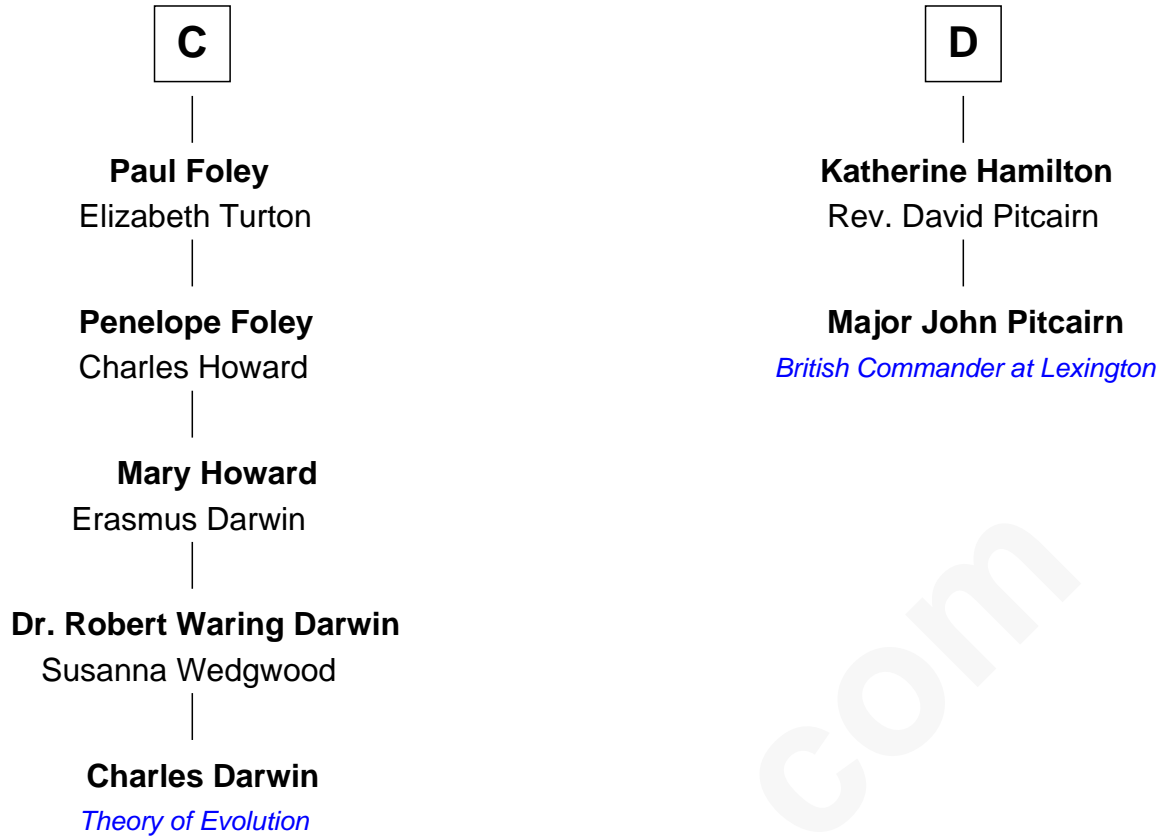 C
Paul Foley
Elizabeth Turton
Penelope Foley
Charles Howard
Mary Howard
Erasmus Darwin
Dr. Robert Waring Darwin
Susanna Wedgwood
Charles Darwin
Theory of Evolution
D
Katherine Hamilton
Rev. David Pitcairn
Major John Pitcairn
British Commander at Lexington
com